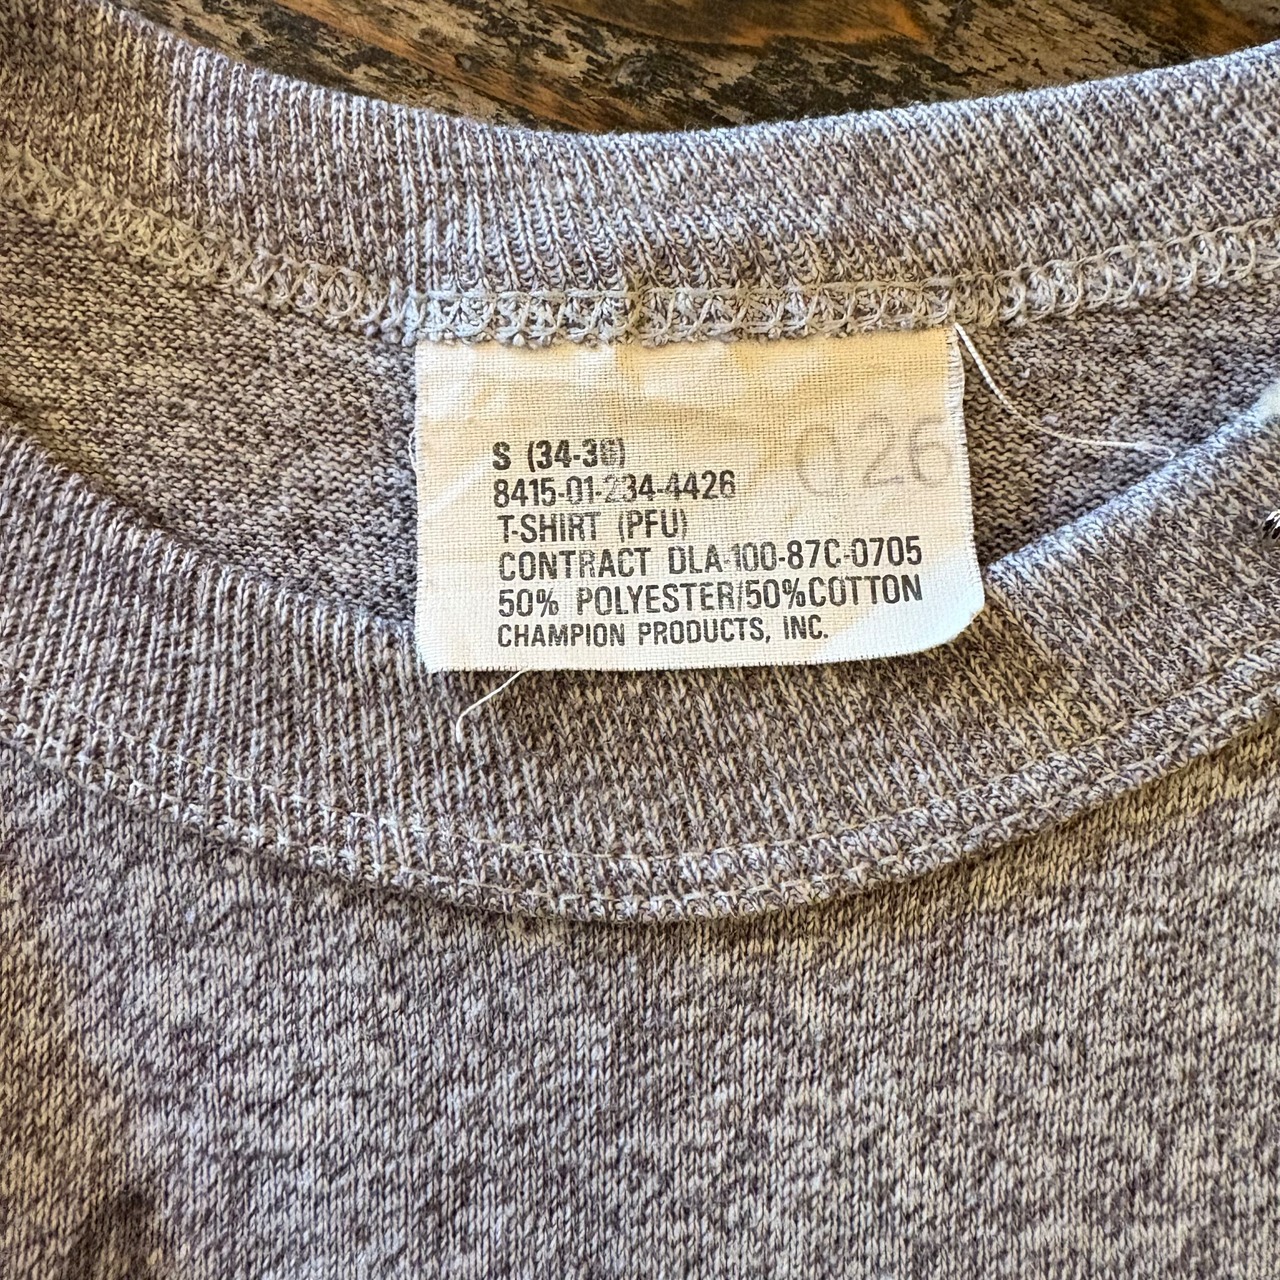 S (34-36)
8415-01-234-4426
T-SHIRT (PFU)
CONTRACT DLA-100-87C-0705
50% POLYESTER/50%COTTON
CHAMPION PRODUCTS, INC.